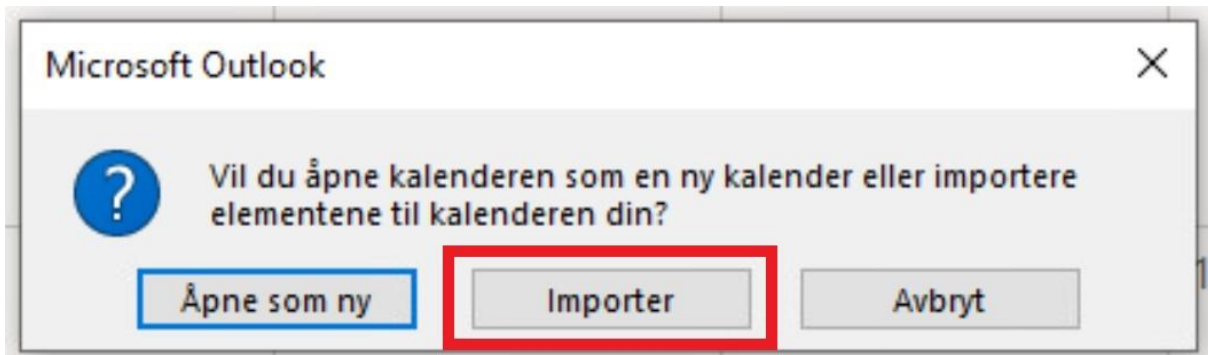 Microsoft Outlook
Vil du åpne kalenderen som en ny kalender eller importere
elementene til kalenderen din?
Åpne som ny
Importer
Avbryt